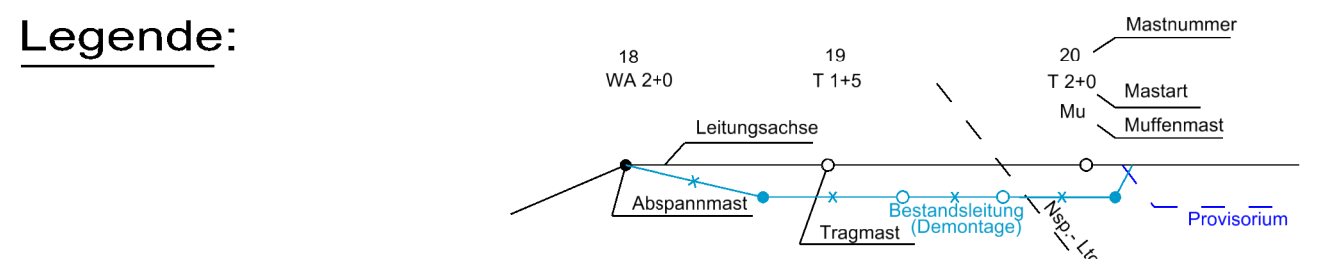 Legende:
Mastnummer
18
19
20
WA 2+0
T 1+5
T 2+0
Mastart
Mu
Muffenmast
Leitungsachse
Abspannmast
Bestandsleitung
(Demontage)
Provisorium
Tragmast
Nsp.- Ltg